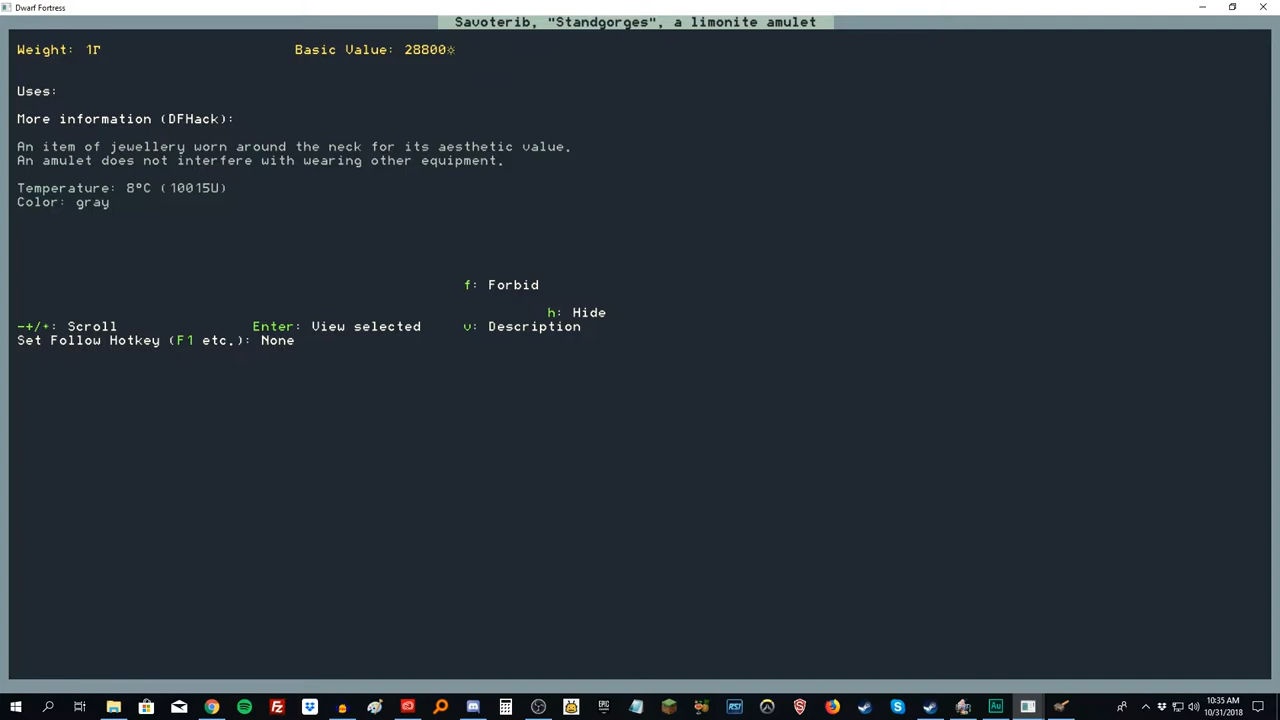 Dwarf Fortress
Savoterib, "Standgorges", a limonite amulet
Weight: 1Γ Basic Value: 28800☼
Uses:
More information (DFHack):
An item of jewellery worn around the neck for its aesthetic value.
An amulet does not interfere with wearing other equipment.
Temperature: 8°C (10015U)
Color: gray
f: Forbid
h: Hide
-+/*: Scroll Enter: View selected v: Description
Set Follow Hotkey (F1 etc.): None
10:35 AM
10/31/2018